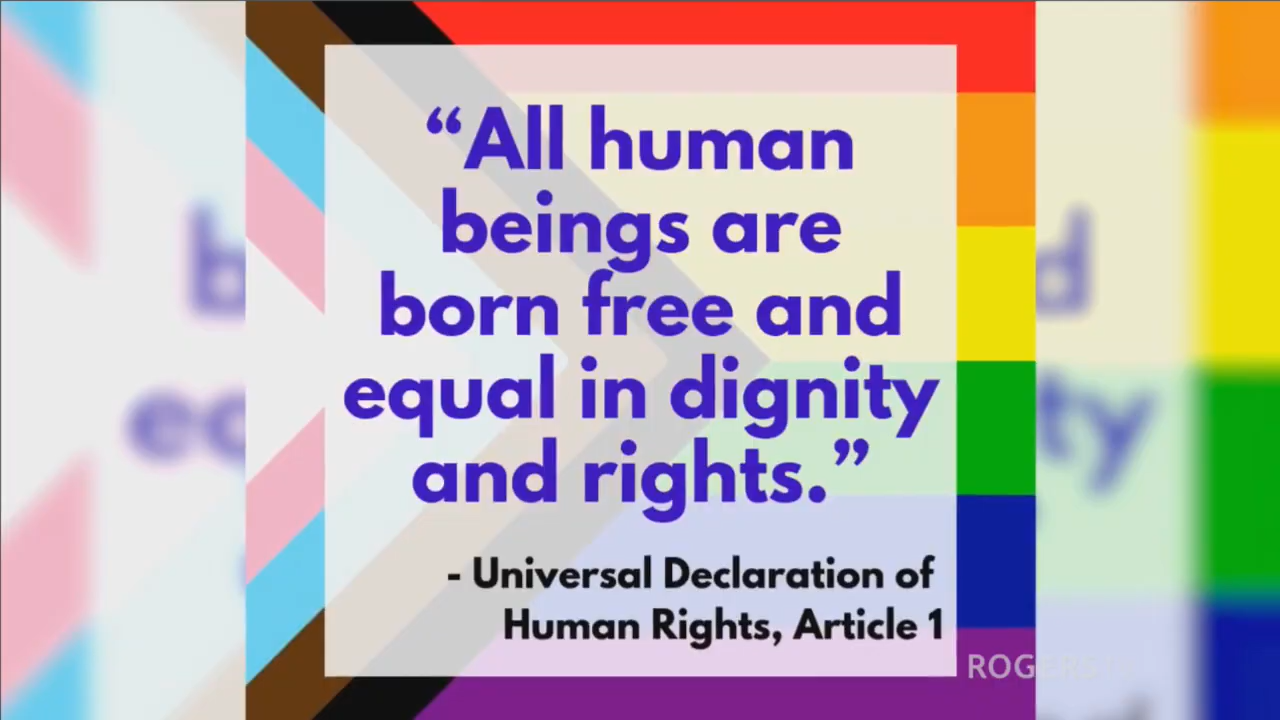 “All human
beings are
born free and
equal in dignity
and rights.”
- Universal Declaration of
Human Rights, Article 1
ROGERS